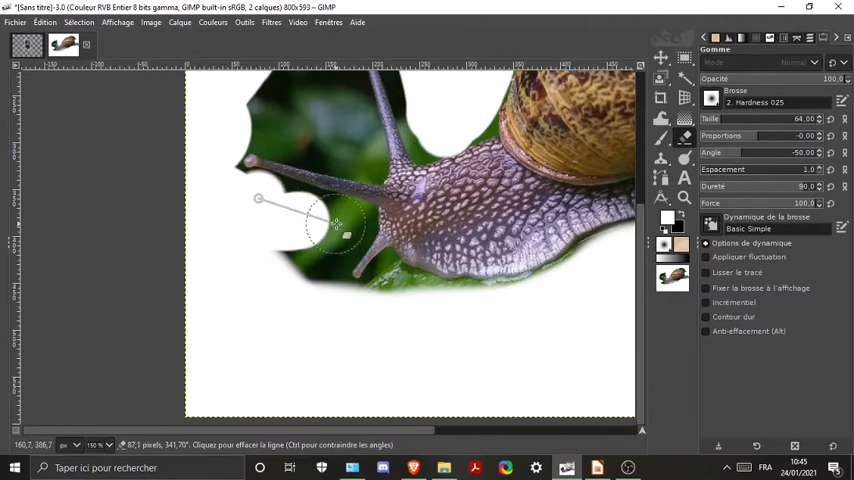 *[Sans titre]-3.0 (Couleur RVB Entier 8 bits gamma, GIMP built-in sRGB, 2 calques) 800x593 – GIMP
Fichier Édition Sélection Affichage Image Calque Couleurs Outils Filtres Vidéo Fenêtres Aide
Gomme
Mode Normal
Opacité 100,0
Brosse
2. Hardness 025
Taille 64,00
Proportions -0,00
Angle -50,00
Espacement 1,0
Dureté 90,0
Force 100,0
Dynamique de la brosse
Basic Simple
Options de dynamique
Appliquer fluctuation
Lisser le tracé
Fixer la brosse à l'affichage
Incrémentiel
Contour dur
Anti-effacement (Alt)
160,7, 386,7 px 150 % 87,1 pixels, 341,70°. Cliquez pour effacer la ligne (Ctrl pour contraindre les angles)
Taper ici pour rechercher
FRA
10:45
24/01/2021